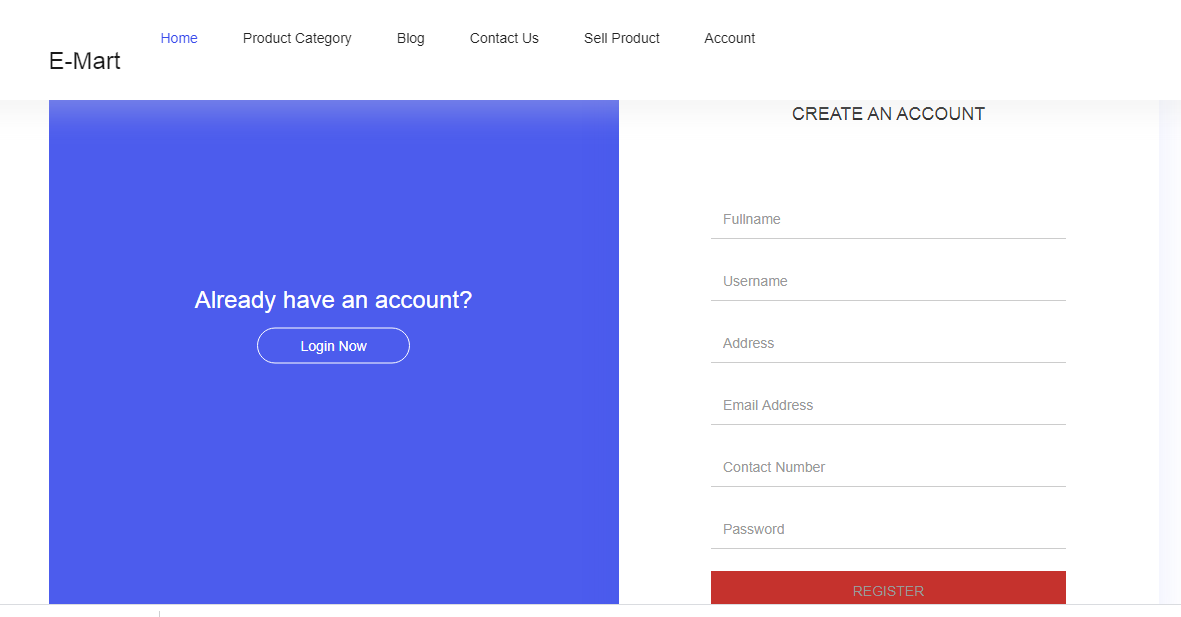 Home Product Category Blog Contact Us Sell Product Account
E-Mart
CREATE AN ACCOUNT
Fullname
Username
Already have an account?
Login Now
Address
Email Address
Contact Number
Password
REGISTER